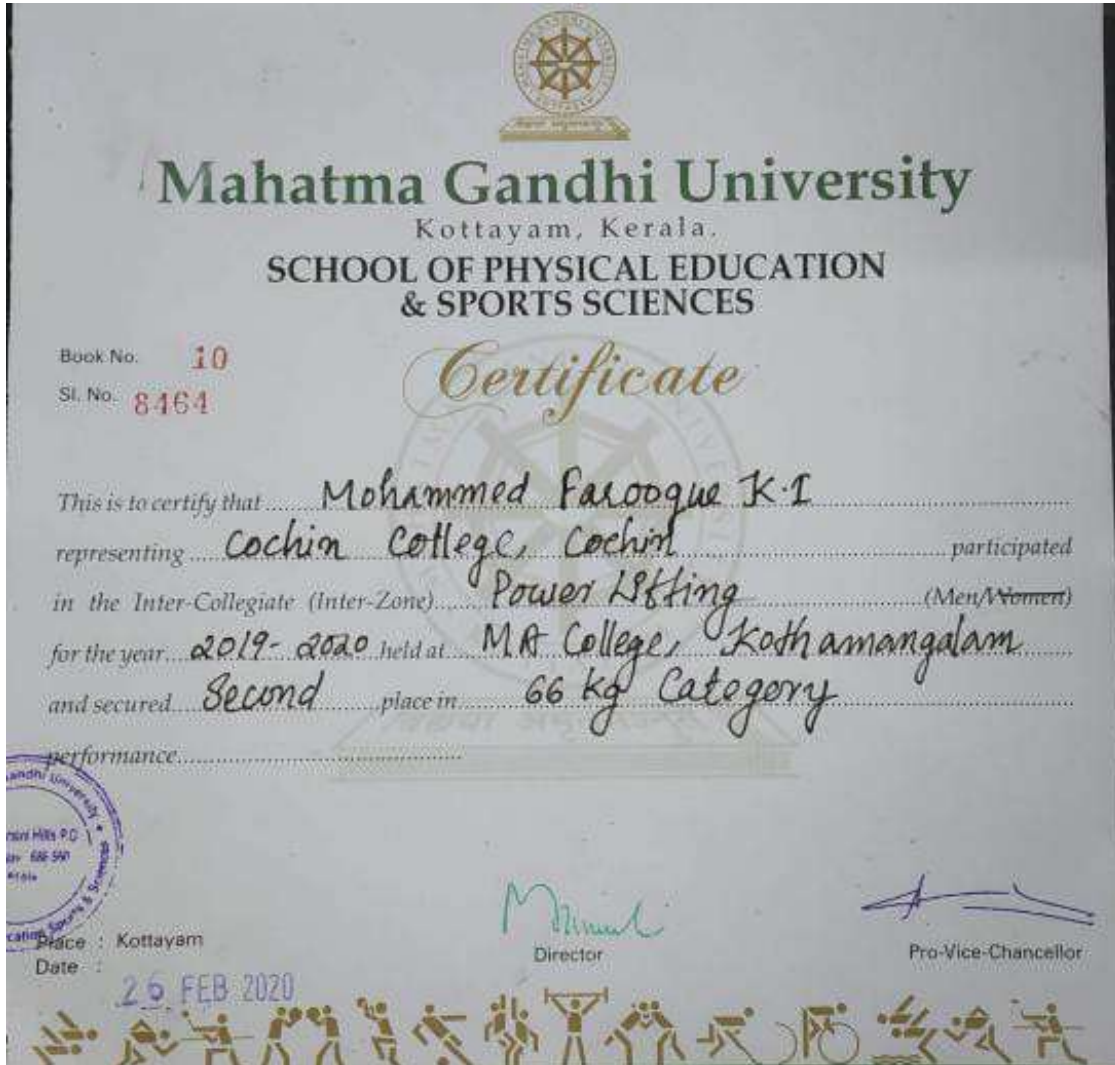 Mahatma Gandhi University
Kottayam, Kerala.
SCHOOL OF PHYSICAL EDUCATION
& SPORTS SCIENCES
Book No. 10
Certificate
Sl. No. 8464
This is to certify that Mohammed Farooque K.I
representing Cochin College, Cochin participated
in the Inter-Collegiate (Inter-Zone) Power Lifting (Men/Women)
for the year 2019-2020 held at MA College, Kothamangalam
and secured Second place in 66 kg Category
performance
Hills P.O
Place : Kottayam
Director
Pro-Vice-Chancellor
Date :
26 FEB 2020